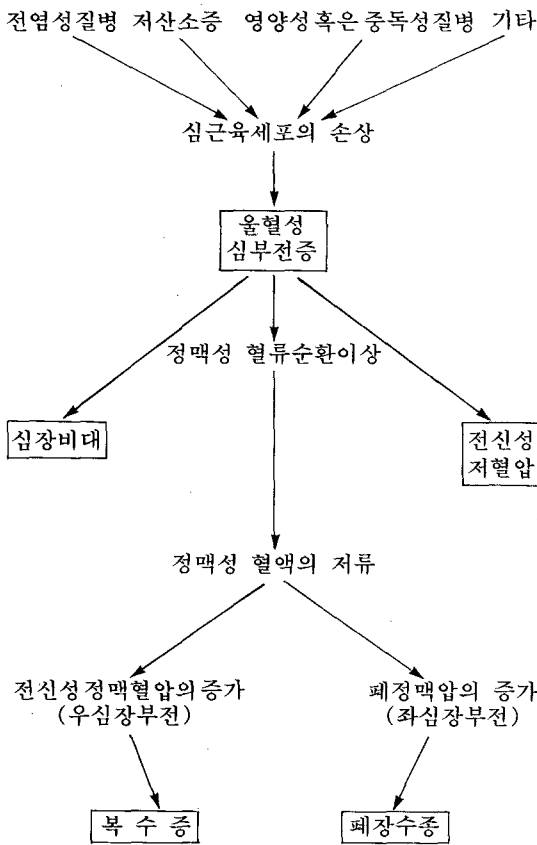 전염성질병 저산소증 영양성 혹은 중독성질병 기타
심근육세포의 손상
울혈성
심부전증
정맥성 혈류순환이상
심장비대
전신성
저혈압
정맥성 혈액의 저류
전신성정맥혈압의증가
(우심장부전)
폐정맥압의 증가
(좌심장부전)
복 수 증
폐장수종